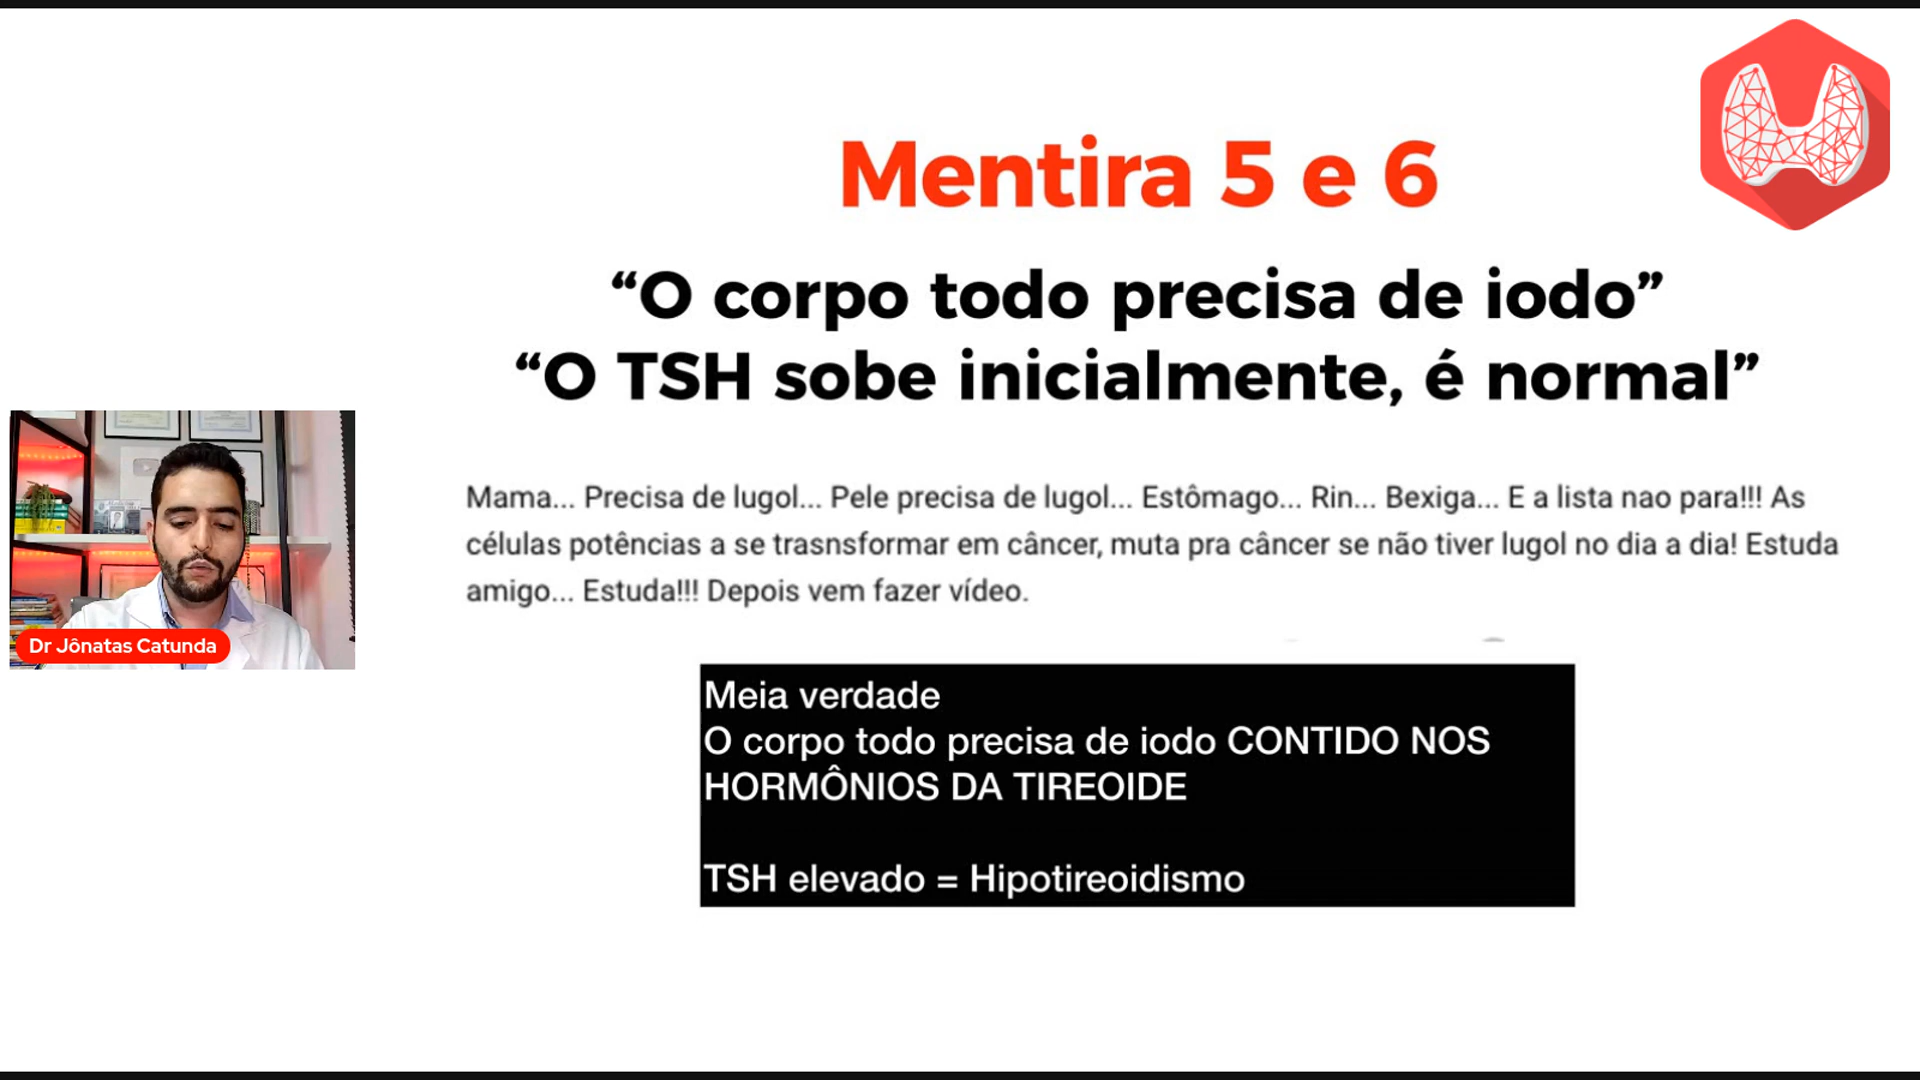 Mentira 5 e 6
“O corpo todo precisa de iodo”
“O TSH sobe inicialmente, é normal”
Mama... Precisa de lugol... Pele precisa de lugol... Estômago... Rin... Bexiga... E a lista nao para!!! As
células potências a se trasnsformar em câncer, muta pra câncer se não tiver lugol no dia a dia! Estuda
amigo... Estuda!!! Depois vem fazer vídeo.
Dr Jônatas Catunda
Meia verdade
O corpo todo precisa de iodo CONTIDO NOS
HORMÔNIOS DA TIREOIDE
TSH elevado = Hipotireoidismo